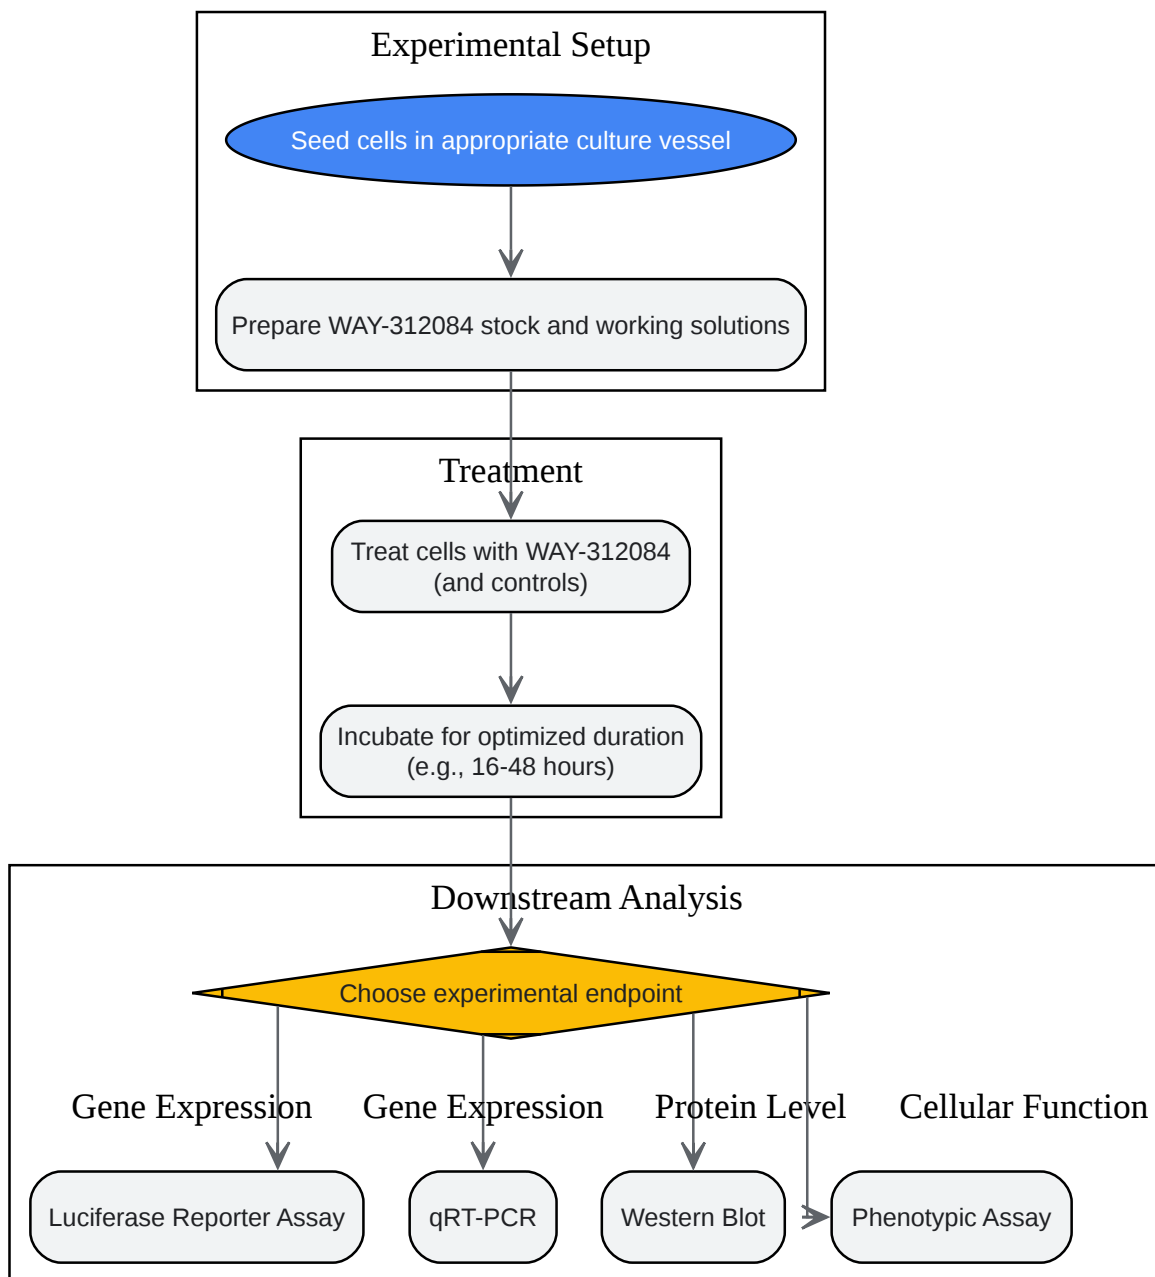 Experimental Setup
Seed cells in appropriate culture vessel
Prepare WAY-312084 stock and working solutions
Treatment
Treat cells with WAY-312084
(and controls)
Incubate for optimized duration
(e.g., 16-48 hours)
Downstream Analysis
Choose experimental endpoint
Gene Expression
Gene Expression
Protein Level
Cellular Function
Luciferase Reporter Assay
qRT-PCR
Western Blot
Phenotypic Assay